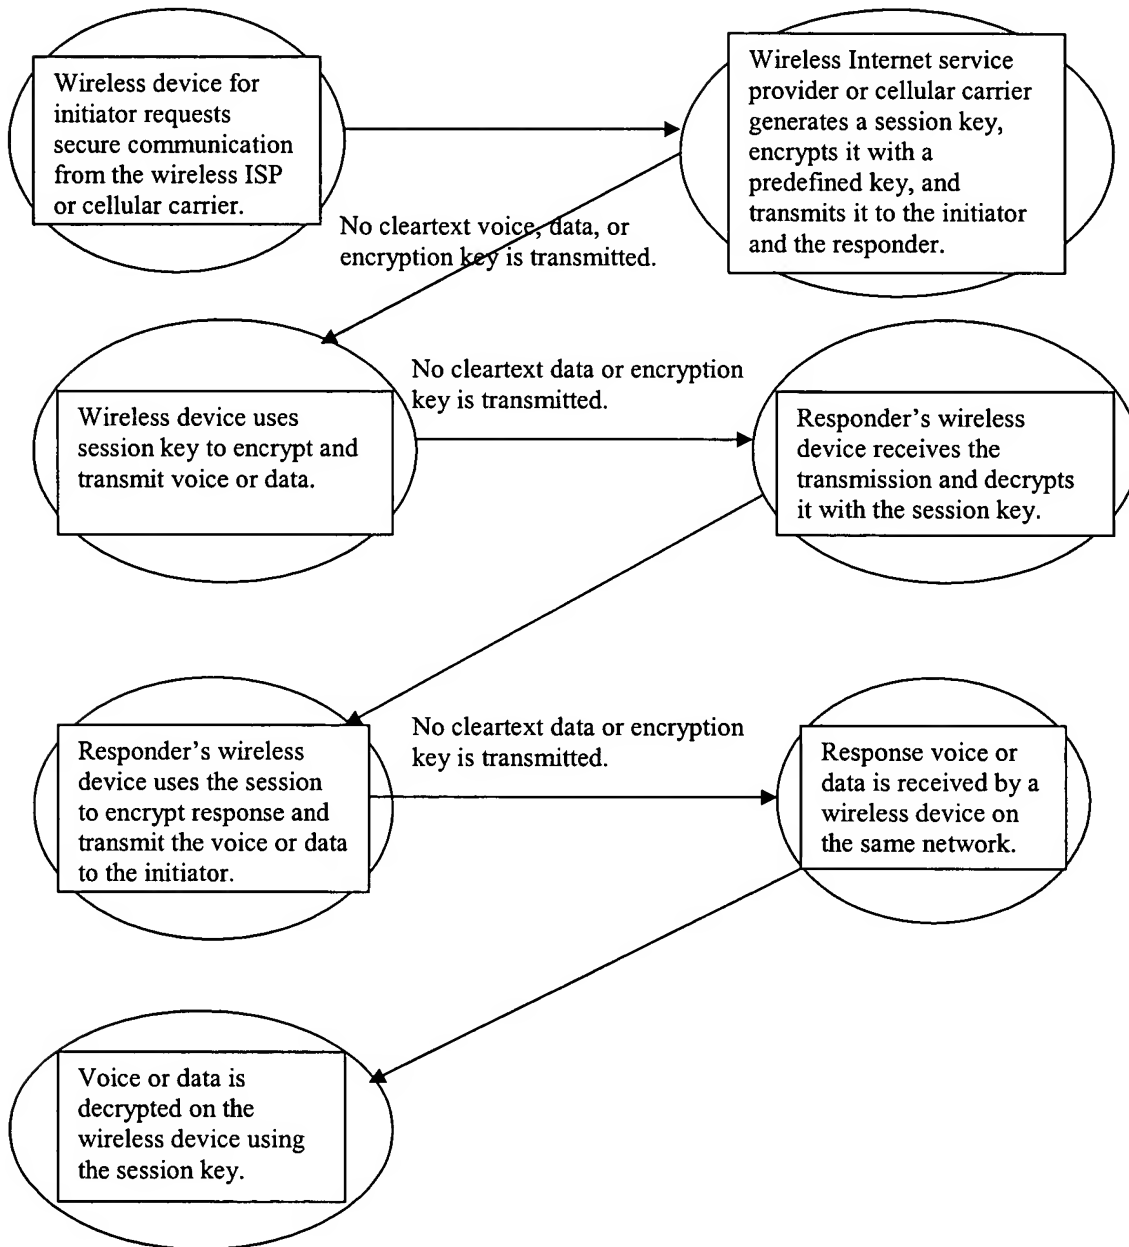 Wireless device for
initiator requests
secure communication
from the wireless ISP
or cellular carrier.
Wireless Internet service
provider or cellular carrier
generates a session key,
encrypts it with a
predefined key, and
transmits it to the initiator
and the responder.
No cleartext voice, data, or
encryption key is transmitted.
Wireless device uses
session key to encrypt and
transmit voice or data.
No cleartext data or encryption
key is transmitted.
Responder's wireless
device receives the
transmission and decrypts
it with the session key.
Responder's wireless
device uses the session
to encrypt response and
transmit the voice or data
to the initiator.
No cleartext data or encryption
key is transmitted.
Response voice or
data is received by a
wireless device on
the same network.
Voice or data is
decrypted on the
wireless device using
the session key.